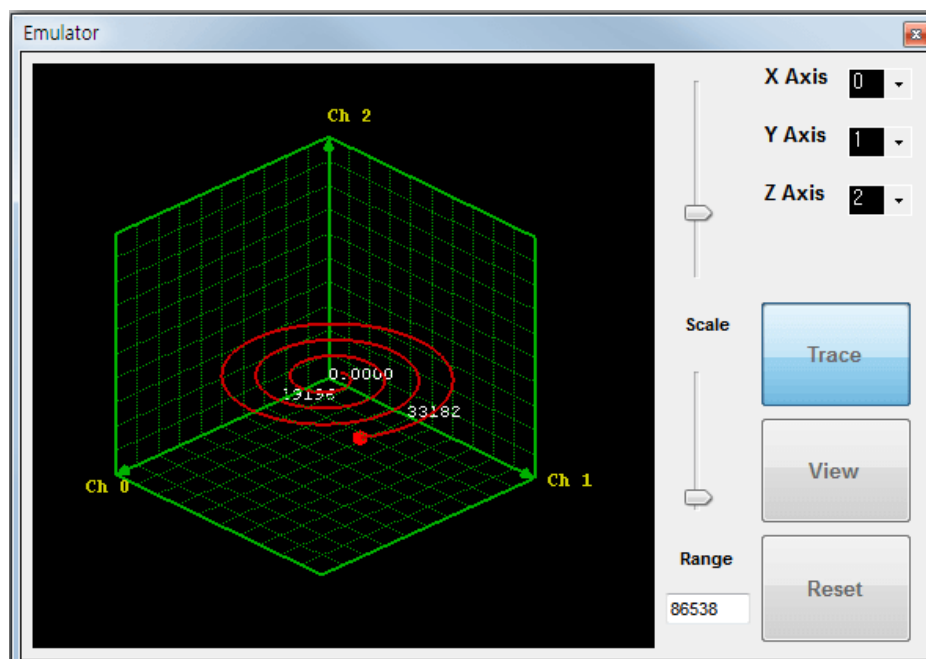 Emulator
X Axis 0
Ch 2
Y Axis 1
Z Axis 2
Scale
Trace
0.0000
19196
33182
View
Ch 0
Ch 1
Range
Reset
86538